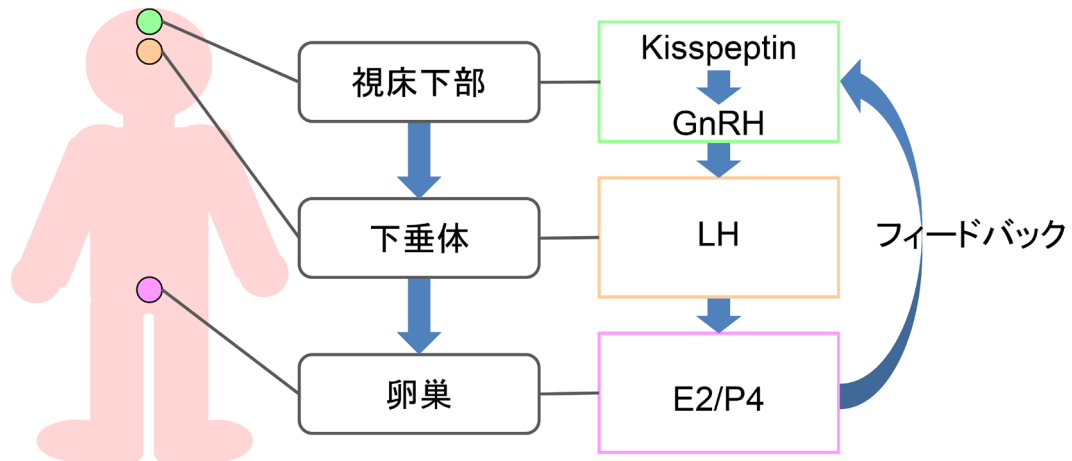 視床下部
Kisspeptin
GnRH
下垂体
LH
フィードバック
卵巣
E2/P4